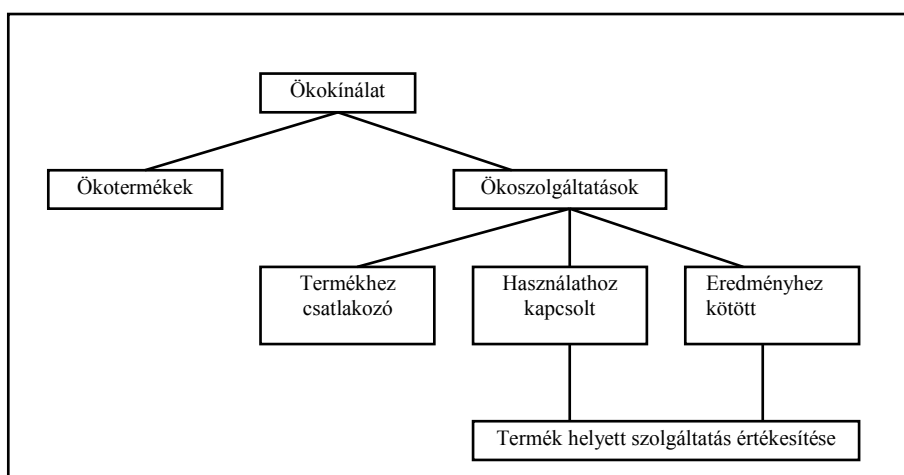 Ökokínálat
Ökotermékek
Ökoszolgáltatások
Termékhez
csatlakozó
Használathoz
kapcsolt
Eredményhez
kötött
Termék helyett szolgáltatás értékesítése